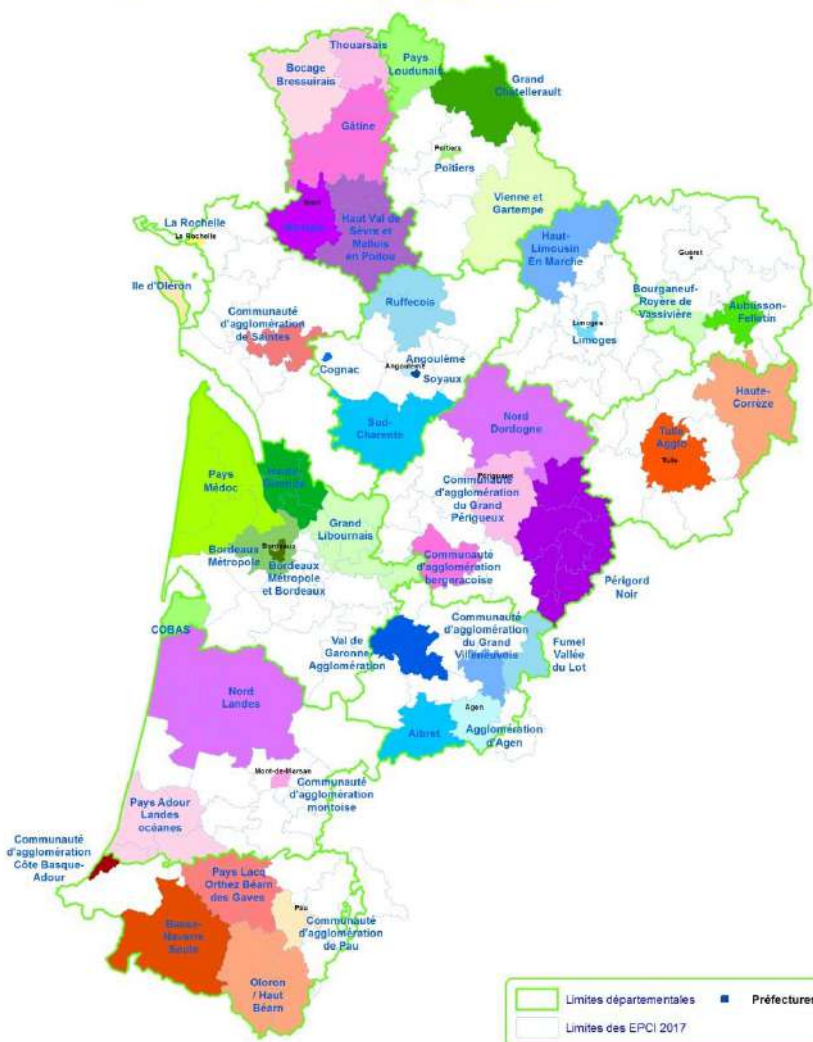 Thouarsais
Bocage
Bressuirais
Pays
Loudunais
Grand
Châtellerault
Gâtine
Poitiers
Poitiers
Vienne et
Gartempe
Niort
Haut Val de
Sèvre et
Mellois
en Poitou
La Rochelle
La Rochelle
Haut-
Limousin
En Marche
Guéret
Ile d'Oléron
Ruffecois
Bourganeuf-
Royère de
Vassivière
Aubusson-
Felletin
Communauté
d'agglomération
de Saintes
Limoges
Limoges
Cognac
Angoulême
Angoulême
Soyaux
Haute-
Corrèze
Sud-
Charente
Nord
Dordogne
Tulle
Agglo
Tulle
Pays
Médoc
Haute-
Gironde
Périgueux
Communauté
d'agglomération
du Grand
Périgueux
Grand
Libournais
Bordeaux
Métropole
Bordeaux
Bordeaux
Métropole
et Bordeaux
Communauté
d'agglomération
bergeracoise
Périgord
Noir
COBAS
Val de
Garonne
Agglomération
Communauté
d'agglomération
du Grand
Villeneuvois
Fumel
Vallée
du Lot
Nord
Landes
Agen
Albret
Agglomération
d'Agen
Mont-de-Marsan
Communauté
d'agglomération
montoise
Pays Adour
Landes
océanes
Communauté
d'agglomération
Côte Basque-
Adour
Pays Lacq
Orthez Béarn
des Gaves
Pau
Communauté
d'agglomération
de Pau
Basse-
Navarre
Soule
Oloron
/ Haut
Béarn
Limites départementales
Préfectures
Limites des EPCI 2017